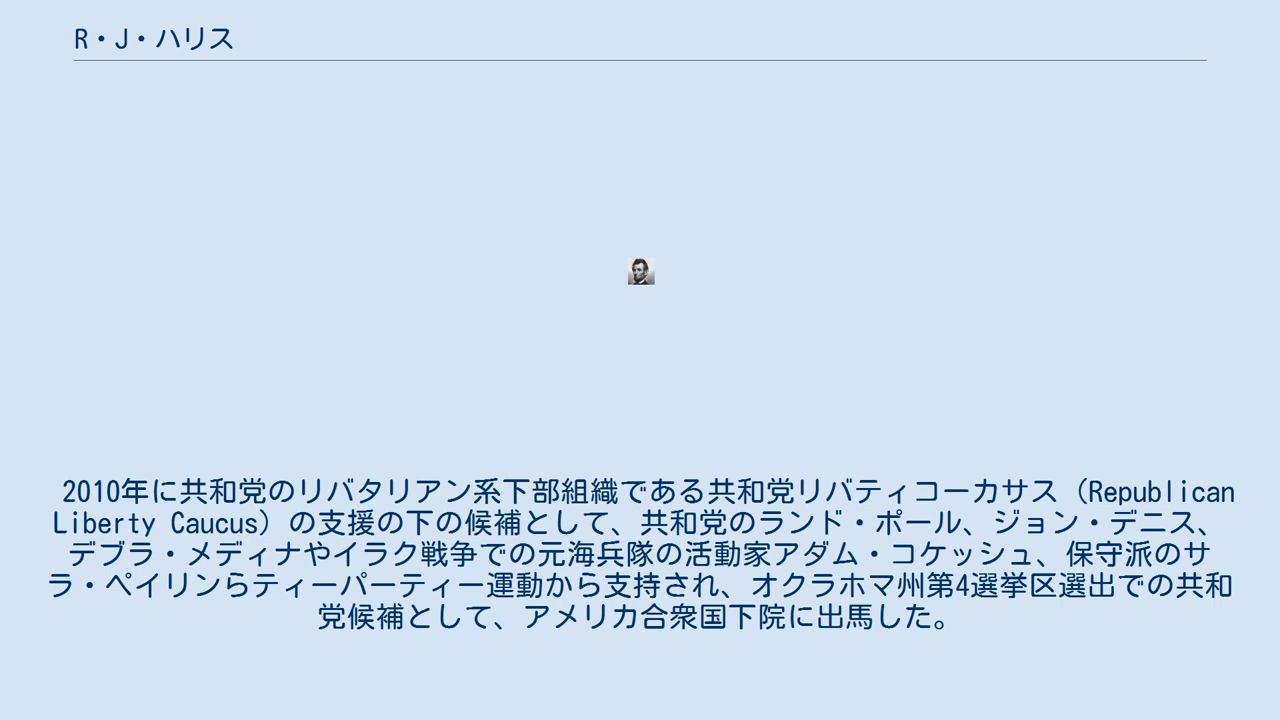 R・J・ハリス
2010年に共和党のリバタリアン系下部組織である共和党リバティコーカサス（Republican
Liberty Caucus）の支援の下の候補として、共和党のランド・ポール、ジョン・デニス、
デブラ・メディナやイラク戦争での元海兵隊の活動家アダム・コケッシュ、保守派のサ
ラ・ペイリンらティーパーティー運動から支持され、オクラホマ州第4選挙区選出での共和
党候補として、アメリカ合衆国下院に出馬した。